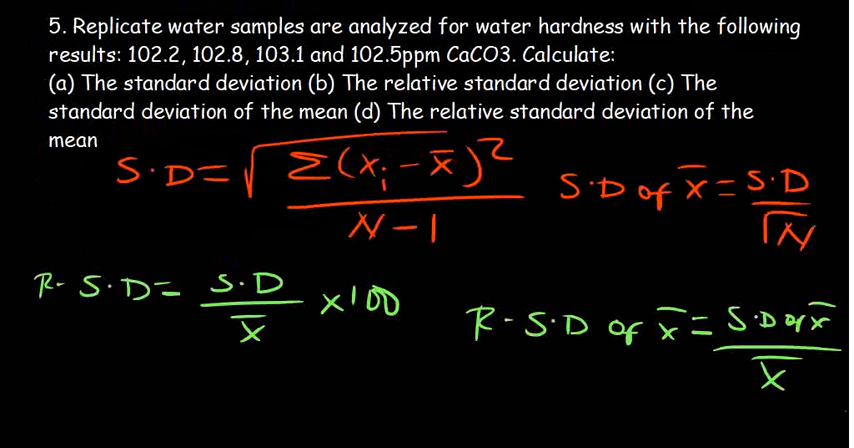 5. Replicate water samples are analyzed for water hardness with the following
results: 102.2, 102.8, 103.1 and 102.5ppm CaCO3. Calculate:
(a) The standard deviation (b) The relative standard deviation (c) The
standard deviation of the mean (d) The relative standard deviation of the
mean
S.D = √Σ(xᵢ - x̄)² / N - 1
S.D of x̄ = S.D / √N
R. S.D = S.D / x̄ × 100
R - S.D of x̄ = S.D of x̄ / x̄